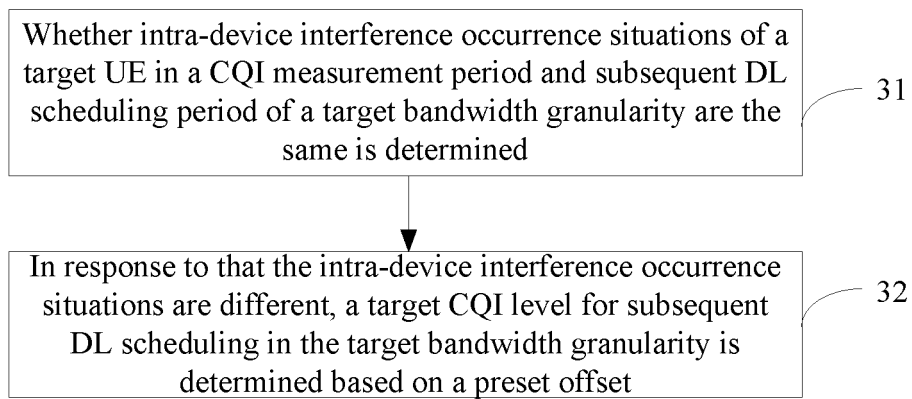 Whether intra-device interference occurrence situations of a
target UE in a CQI measurement period and subsequent DL
scheduling period of a target bandwidth granularity are the
same is determined
31
In response to that the intra-device interference occurrence
situations are different, a target CQI level for subsequent
DL scheduling in the target bandwidth granularity is
determined based on a preset offset
32